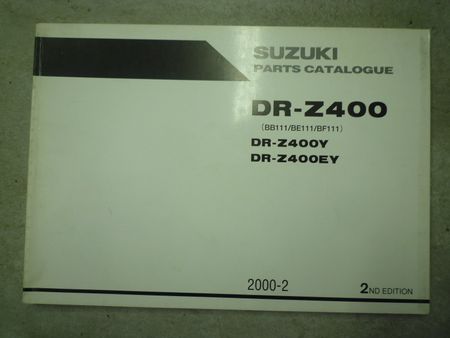 SUZUKI
PARTS CATALOGUE
DR-Z400
(BB111/BE111/BF111)
DR-Z400Y
DR-Z400EY
2000-2
2ND EDITION